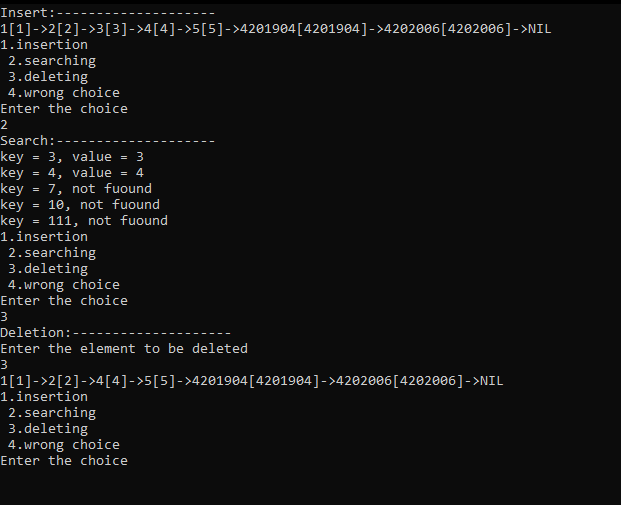 Insert:--------------------
1[1]->2[2]->3[3]->4[4]->5[5]->4201904[4201904]->4202006[4202006]->NIL
1.insertion
 2.searching
 3.deleting
 4.wrong choice
Enter the choice
2
Search:--------------------
key = 3, value = 3
key = 4, value = 4
key = 7, not fuound
key = 10, not fuound
key = 111, not fuound
1.insertion
 2.searching
 3.deleting
 4.wrong choice
Enter the choice
3
Deletion:--------------------
Enter the element to be deleted
3
1[1]->2[2]->4[4]->5[5]->4201904[4201904]->4202006[4202006]->NIL
1.insertion
 2.searching
 3.deleting
 4.wrong choice
Enter the choice